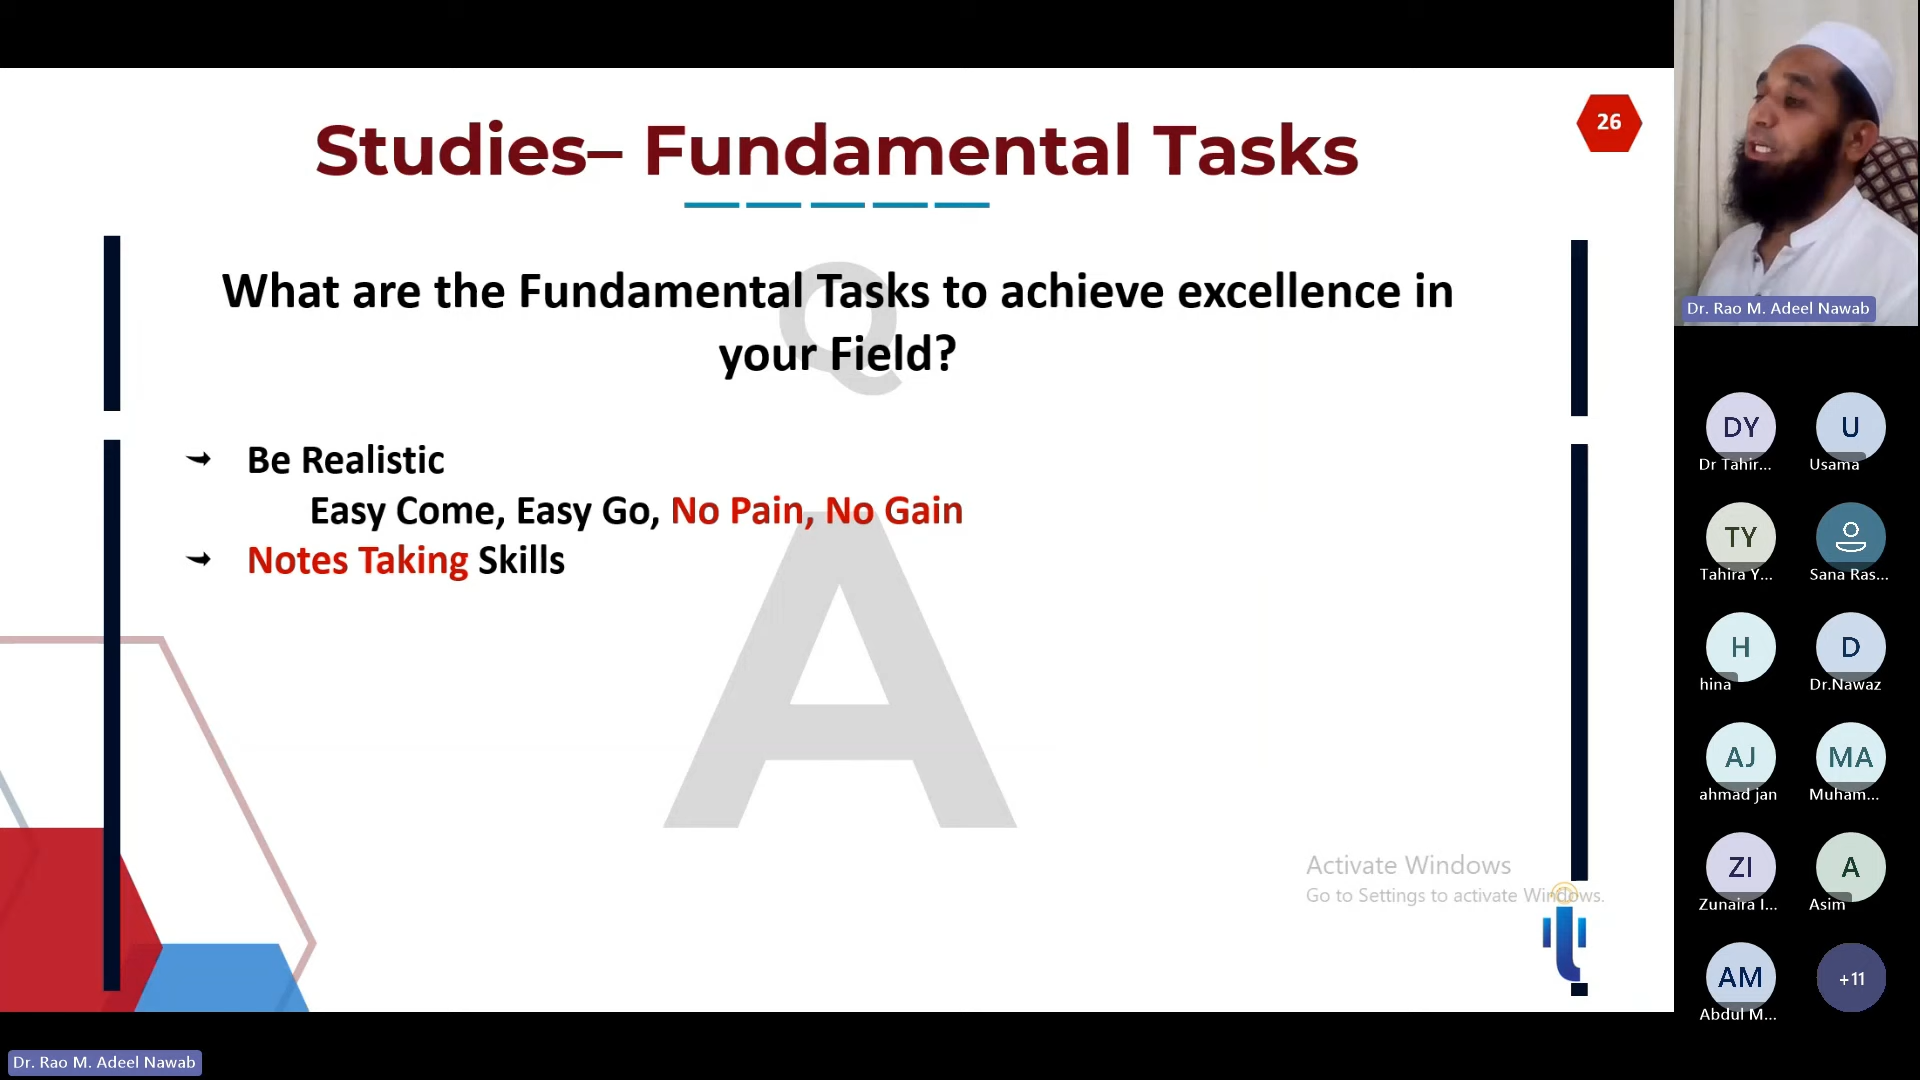 Studies– Fundamental Tasks
26
What are the Fundamental Tasks to achieve excellence in
your Field?
Q
Be Realistic
Easy Come, Easy Go, No Pain, No Gain
Notes Taking Skills
A
Activate Windows
Go to Settings to activate Windows.
Dr. Rao M. Adeel Nawab
DY
Dr Tahir...
U
Usama
TY
Tahira Y...
Sana Ras...
H
hina
D
Dr.Nawaz
AJ
ahmad jan
MA
Muham...
ZI
Zunaira I...
A
Asim
AM
Abdul M...
+11
Dr. Rao M. Adeel Nawab